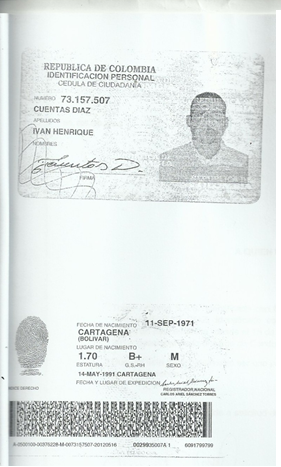 REPUBLICA DE COLOMBIA
IDENTIFICACION PERSONAL
CEDULA DE CIUDADANIA
NUMERO 73.157.507
CUENTAS DIAZ
APELLIDOS
IVAN HENRIQUE
NOMBRES
Cuentas D.
FIRMA
FECHA DE NACIMIENTO 11-SEP-1971
CARTAGENA
(BOLIVAR)
LUGAR DE NACIMIENTO
1.70 B+ M
ESTATURA G.S. RH SEXO
14-MAY-1991 CARTAGENA
FECHA Y LUGAR DE EXPEDICION
INDICE DERECHO
REGISTRADOR NACIONAL
CARLOS ARIEL SÁNCHEZ TORRES